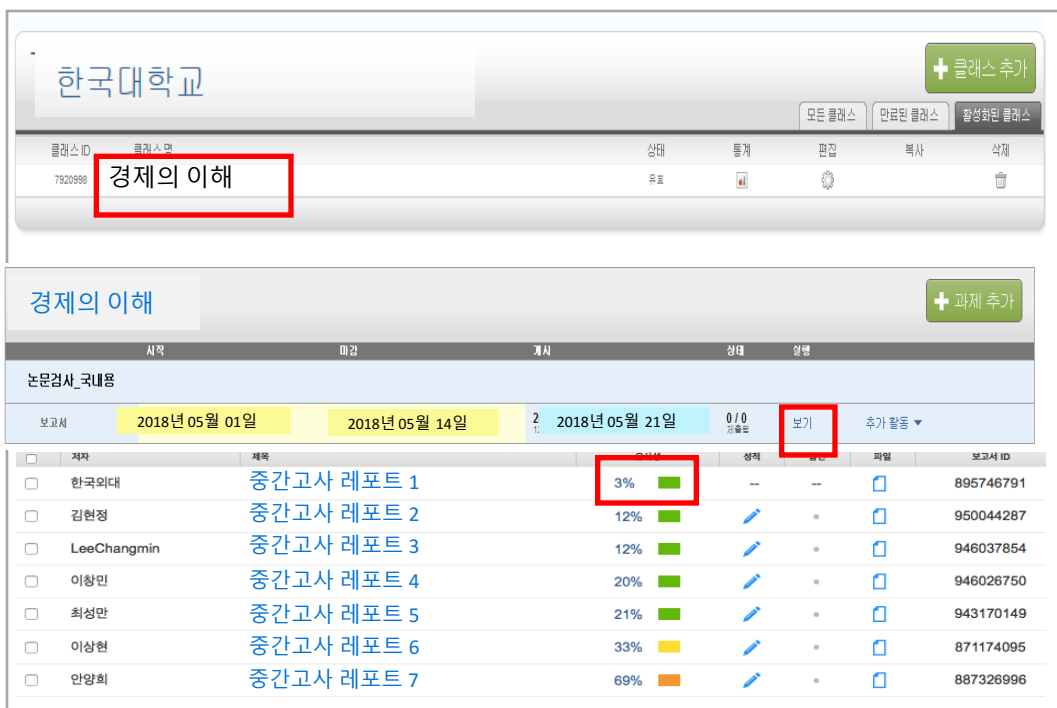 한국대학교
클래스 추가
모든 클래스 만료된 클래스 활성화된 클래스
클래스 ID 클래스 명 상태 통계 편집 복사 삭제
7920998 경제의 이해 유효
경제의 이해
과제 추가
시작 마감 게시 상태 실행
논문검사_국내용
보고서 2018년 05월 01일 2018년 05월 14일 2018년 05월 21일 0 / 0 보기 추가 활동 ▼
제출됨
저자 제목 성적 파일 보고서 ID
한국외대 중간고사 레포트 1 3% -- -- 895746791
김현정 중간고사 레포트 2 12% 950044287
LeeChangmin 중간고사 레포트 3 12% 946037854
이창민 중간고사 레포트 4 20% 946026750
최성만 중간고사 레포트 5 21% 943170149
이상현 중간고사 레포트 6 33% 871174095
안양희 중간고사 레포트 7 69% 887326996